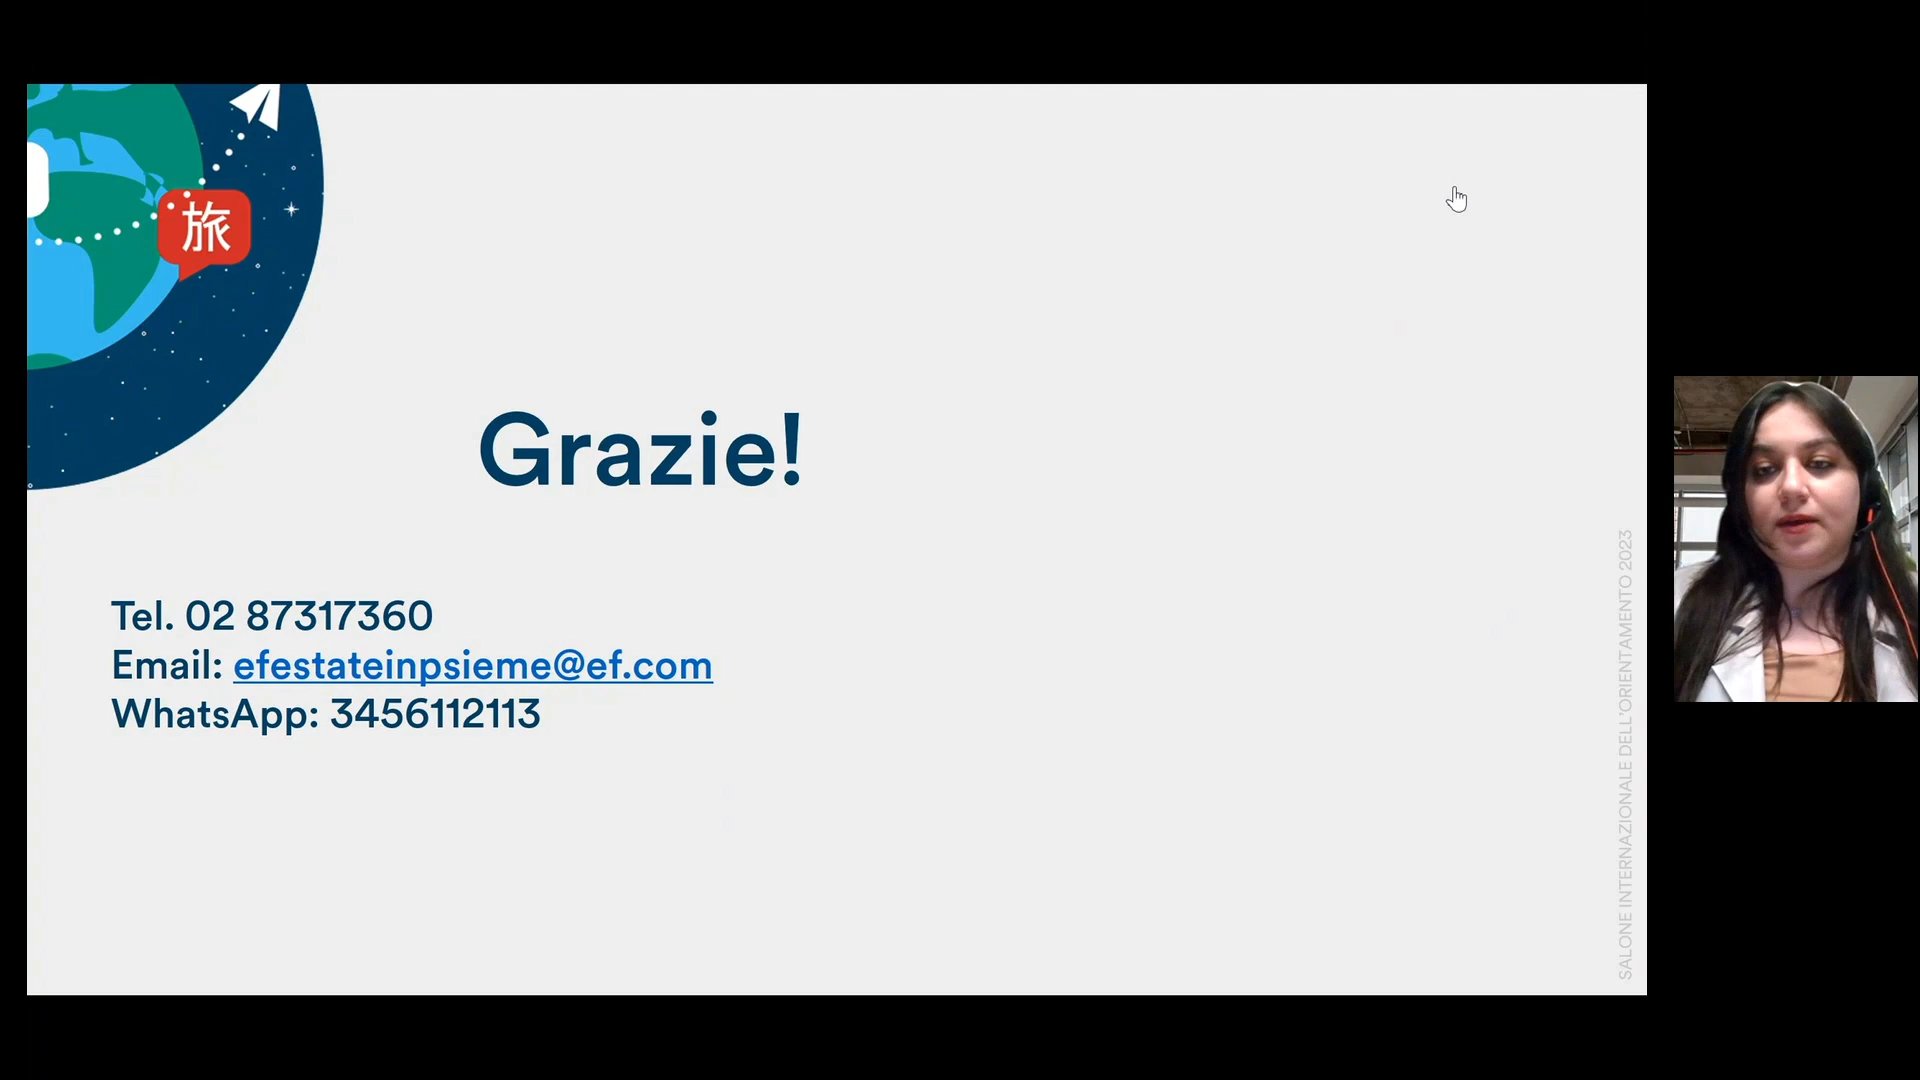 旅
Grazie!
Tel. 02 87317360
Email: efestateinpsieme@ef.com
WhatsApp: 3456112113
SALONE INTERNAZIONALE DELL'ORIENTAMENTO 2023